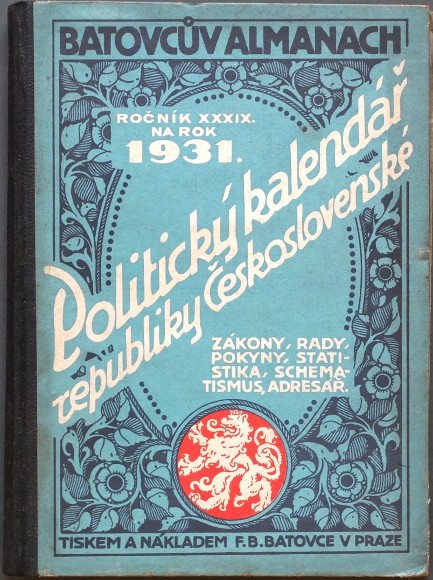 BATOVCŮV ALMANACH
ROČNÍK XXXIX.
NA ROK
1931.
Politický kalendář
republiky Československé
ZÁKONY, RADY,
POKYNY, STATI-
STIKA, SCHEMA-
TISMUS, ADRESÁŘ.
TISKEM A NÁKLADEM F.B.BATOVCE V PRAZE